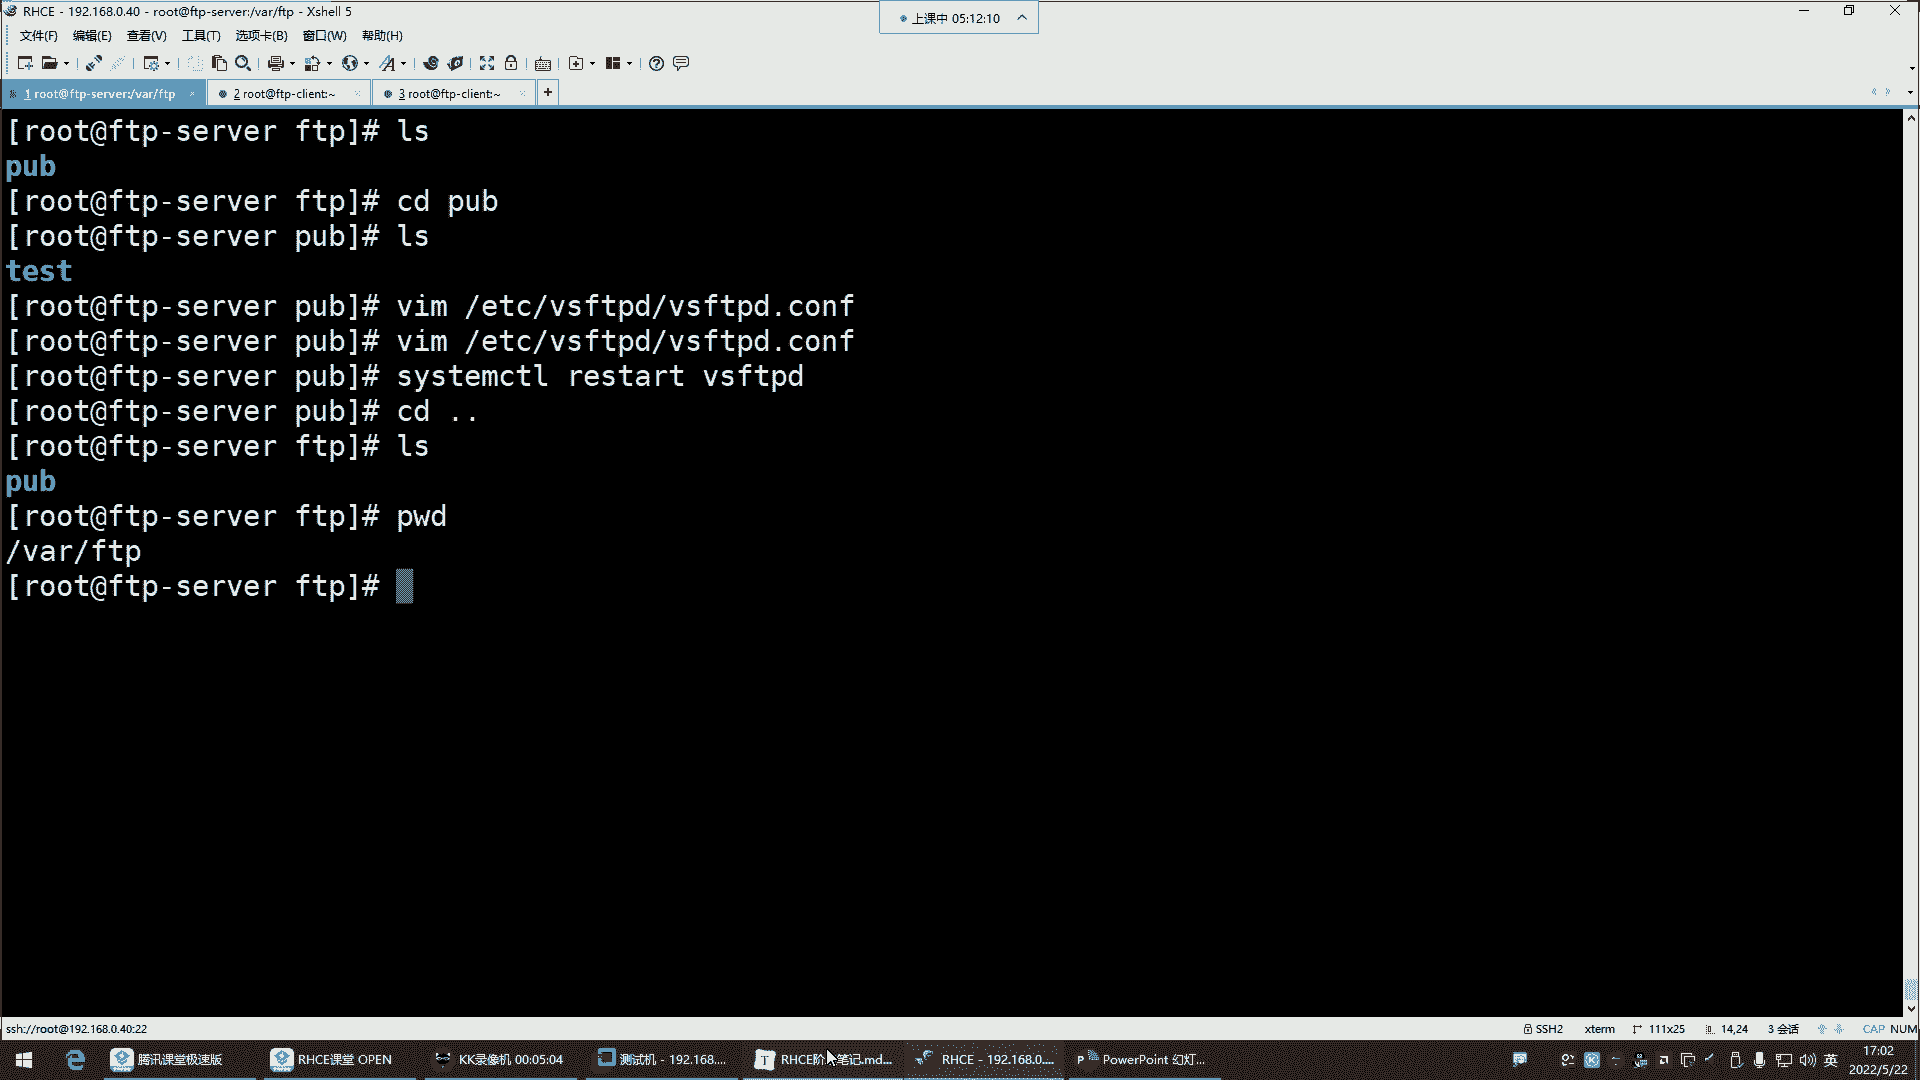 RHCE - 192.168.0.40 - root@ftp-server:/var/ftp - Xshell 5
上课中 05:12:10
文件(F) 编辑(E) 查看(V) 工具(T) 选项卡(B) 窗口(W) 帮助(H)
1 root@ftp-server:/var/ftp
2 root@ftp-client:~
3 root@ftp-client:~
[root@ftp-server ftp]# ls
pub
[root@ftp-server ftp]# cd pub
[root@ftp-server pub]# ls
test
[root@ftp-server pub]# vim /etc/vsftpd/vsftpd.conf
[root@ftp-server pub]# vim /etc/vsftpd/vsftpd.conf
[root@ftp-server pub]# systemctl restart vsftpd
[root@ftp-server pub]# cd ..
[root@ftp-server ftp]# ls
pub
[root@ftp-server ftp]# pwd
/var/ftp
[root@ftp-server ftp]#
ssh://root@192.168.0.40:22
SSH2 xterm 111x25 14,24 3 会话 CAP NUM
腾讯课堂极速版
RHCE课堂 OPEN
KK录像机 00:05:04
测试机 - 192.168....
RHCE阶 笔记.md...
RHCE - 192.168.0....
PowerPoint 幻灯...
英
17:02
2022/5/22